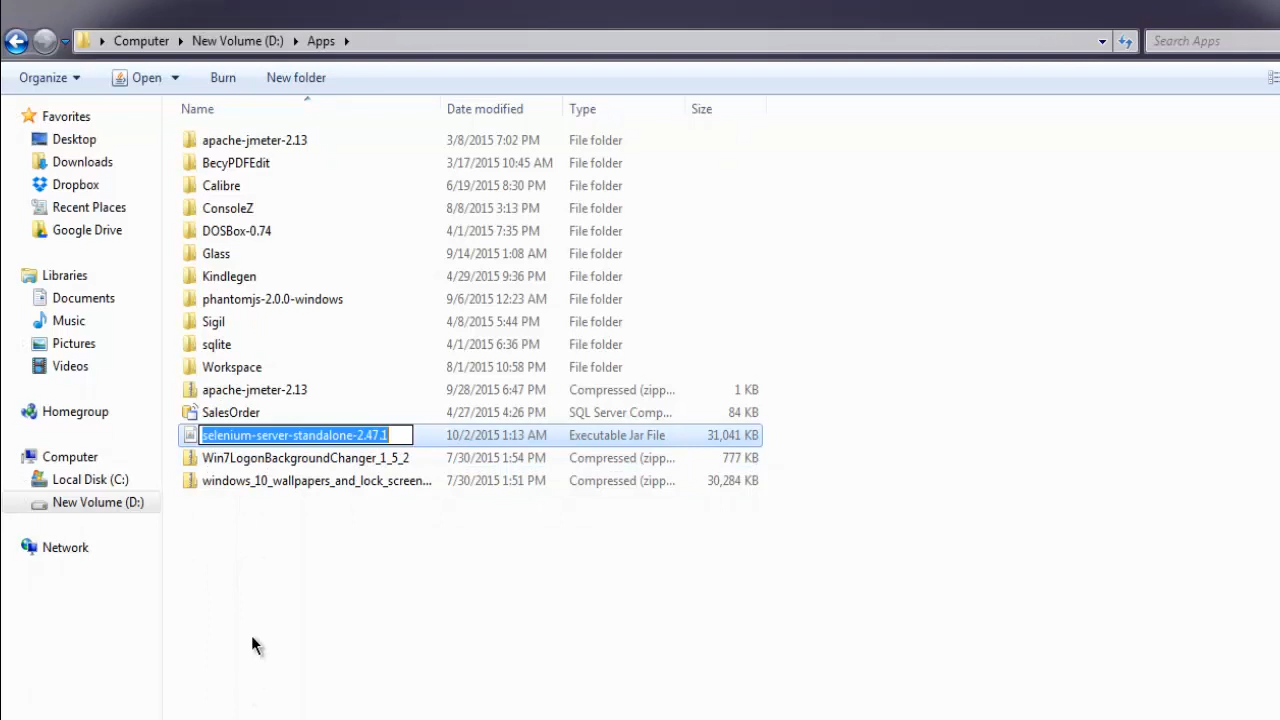 Computer New Volume (D:) Apps Search Apps
Organize Open Burn New folder
Favorites
Desktop
Downloads
Dropbox
Recent Places
Google Drive
Libraries
Documents
Music
Pictures
Videos
Homegroup
Computer
Local Disk (C:)
New Volume (D:)
Network
Name Date modified Type Size
apache-jmeter-2.13 3/8/2015 7:02 PM File folder
BecyPDFEdit 3/17/2015 10:45 AM File folder
Calibre 6/19/2015 8:30 PM File folder
ConsoleZ 8/8/2015 3:13 PM File folder
DOSBox-0.74 4/1/2015 7:35 PM File folder
Glass 9/14/2015 1:08 AM File folder
Kindlegen 4/29/2015 9:36 PM File folder
phantomjs-2.0.0-windows 9/6/2015 12:23 AM File folder
Sigil 4/8/2015 5:44 PM File folder
sqlite 4/1/2015 6:36 PM File folder
Workspace 8/1/2015 10:58 PM File folder
apache-jmeter-2.13 9/28/2015 6:47 PM Compressed (zipp... 1 KB
SalesOrder 4/27/2015 4:26 PM SQL Server Comp... 84 KB
selenium-server-standalone-2.47.1 10/2/2015 1:13 AM Executable Jar File 31,041 KB
Win7LogonBackgroundChanger_1_5_2 7/30/2015 1:54 PM Compressed (zipp... 777 KB
windows_10_wallpapers_and_lock_screen... 7/30/2015 1:51 PM Compressed (zipp... 30,284 KB